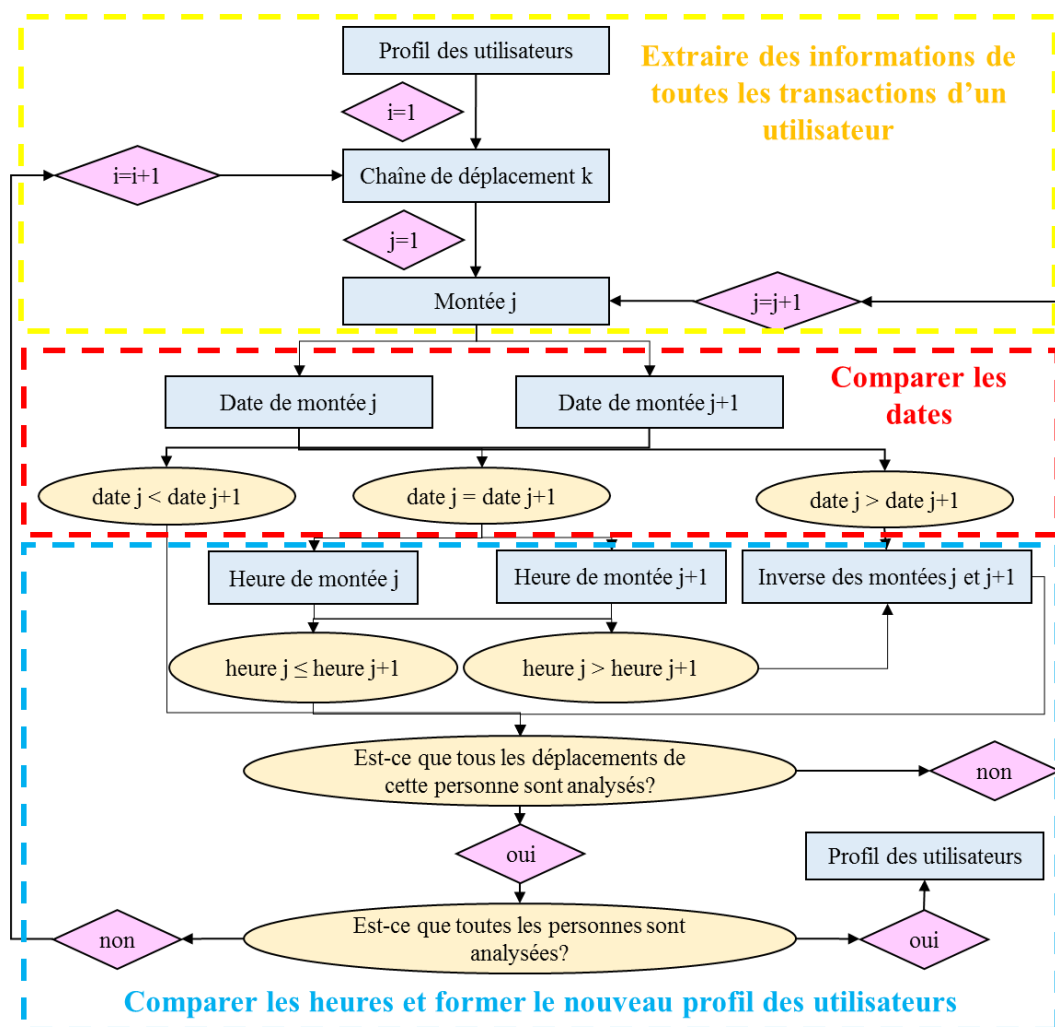 Profil des utilisateurs
Extraire des informations de
toutes les transactions d'un
utilisateur
i=1
i=i+1
Chaîne de déplacement k
j=1
Montée j
j=j+1
Comparer les
dates
Date de montée j
Date de montée j+1
date j < date j+1
date j = date j+1
date j > date j+1
Heure de montée j
Heure de montée j+1
Inverse des montées j et j+1
heure j ≤ heure j+1
heure j > heure j+1
Est-ce que tous les déplacements de
cette personne sont analysés?
non
oui
Profil des utilisateurs
Est-ce que toutes les personnes sont
analysées?
non
oui
Comparer les heures et former le nouveau profil des utilisateurs